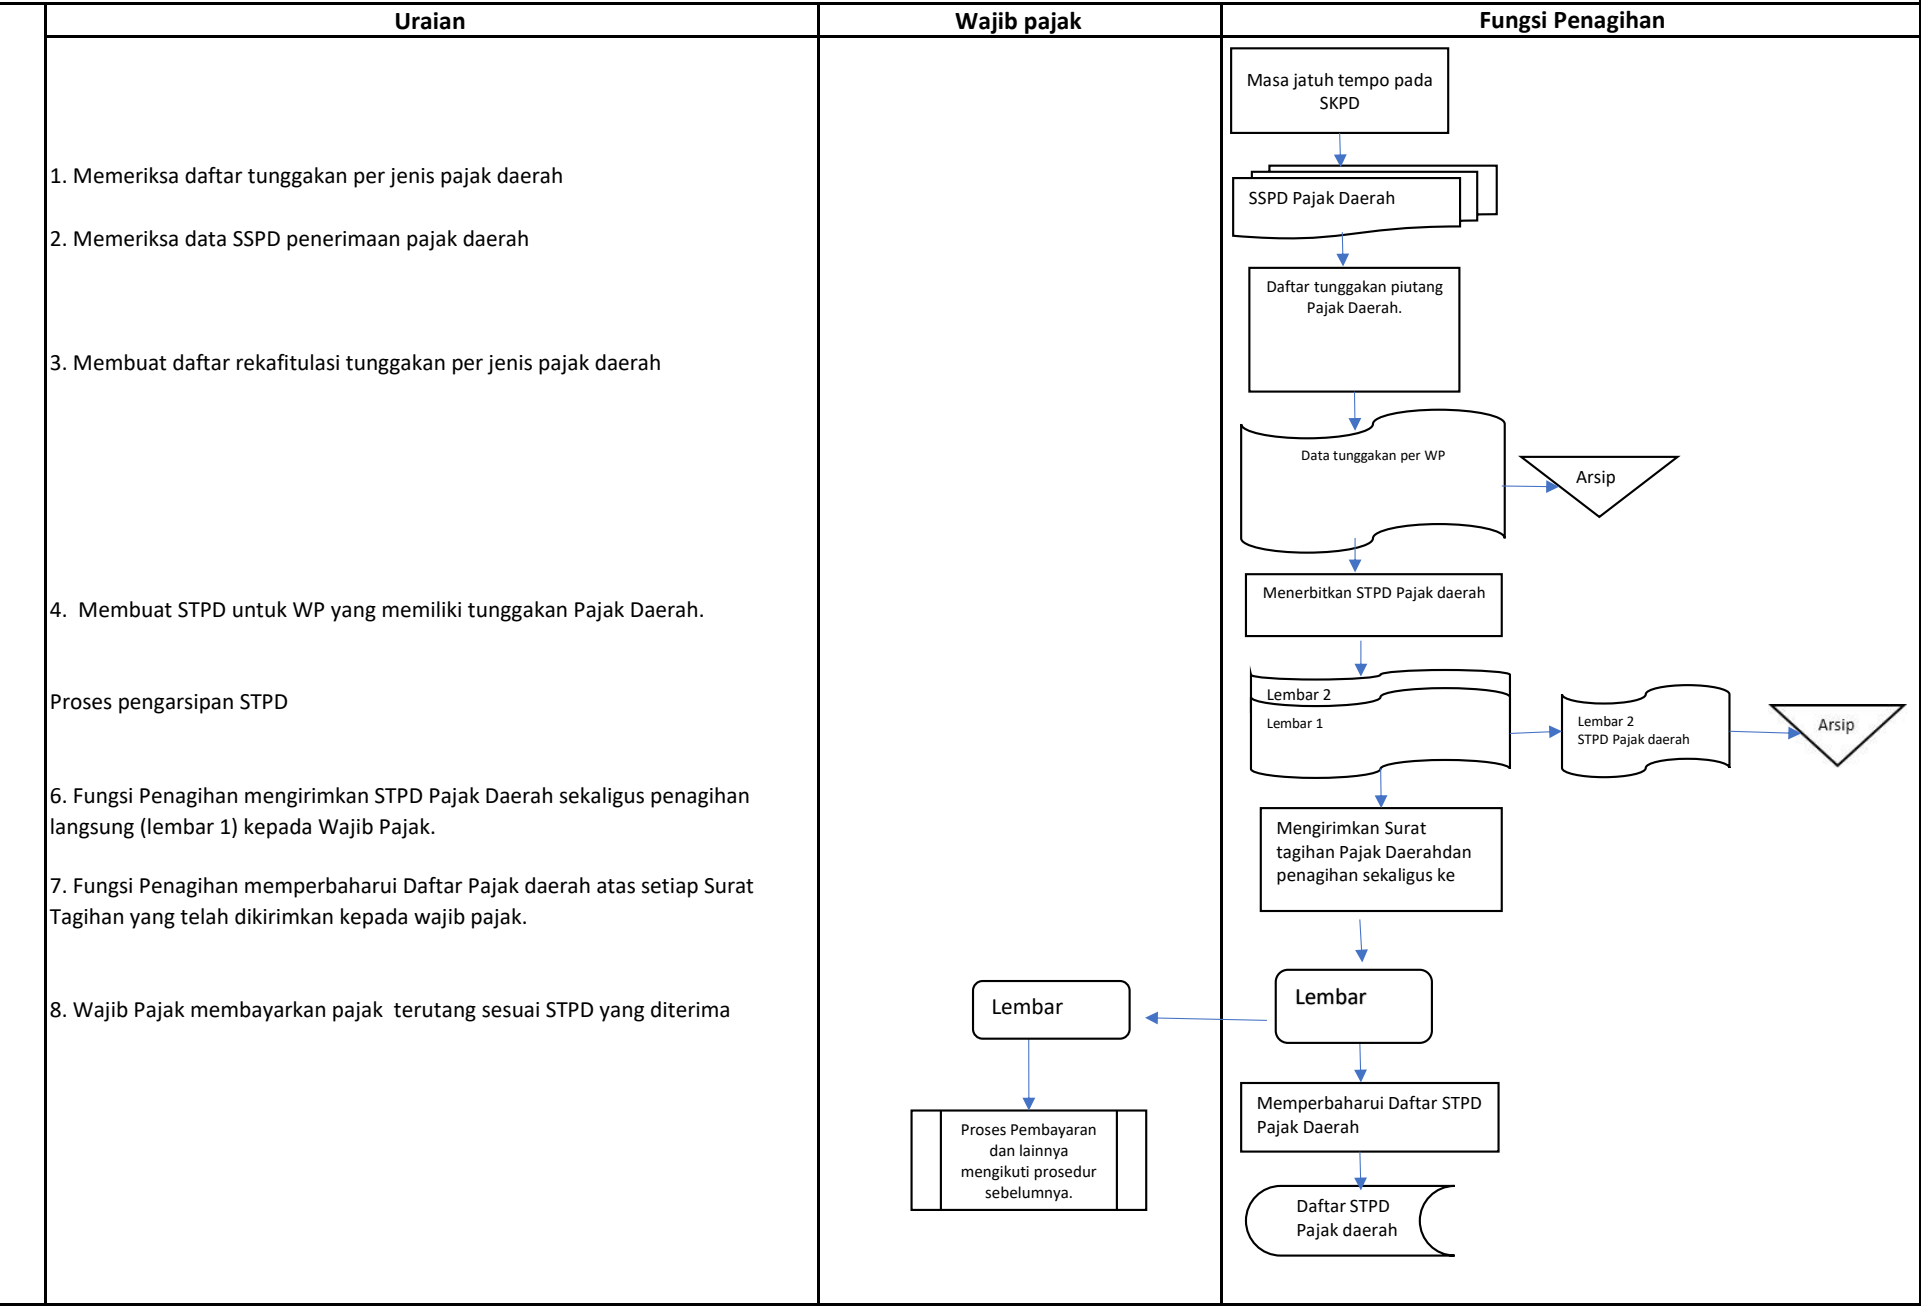 Uraian
Wajib pajak
Fungsi Penagihan
Masa jatuh tempo pada
SKPD
1. Memeriksa daftar tunggakan per jenis pajak daerah
SSPD Pajak Daerah
2. Memeriksa data SSPD penerimaan pajak daerah
Daftar tunggakan piutang
Pajak Daerah.
3. Membuat daftar rekafitulasi tunggakan per jenis pajak daerah
Data tunggakan per WP
Arsip
4.  Membuat STPD untuk WP yang memiliki tunggakan Pajak Daerah.
Menerbitkan STPD Pajak daerah
Proses pengarsipan STPD
Lembar 2
Lembar 1
Lembar 2
STPD Pajak daerah
Arsip
6. Fungsi Penagihan mengirimkan STPD Pajak Daerah sekaligus penagihan
langsung (lembar 1) kepada Wajib Pajak.
Mengirimkan Surat
tagihan Pajak Daerahdan
penagihan sekaligus ke
7. Fungsi Penagihan memperbaharui Daftar Pajak daerah atas setiap Surat
Tagihan yang telah dikirimkan kepada wajib pajak.
8. Wajib Pajak membayarkan pajak  terutang sesuai STPD yang diterima
Lembar
Lembar
Proses Pembayaran
dan lainnya
mengikuti prosedur
sebelumnya.
Memperbaharui Daftar STPD
Pajak Daerah
Daftar STPD
Pajak daerah